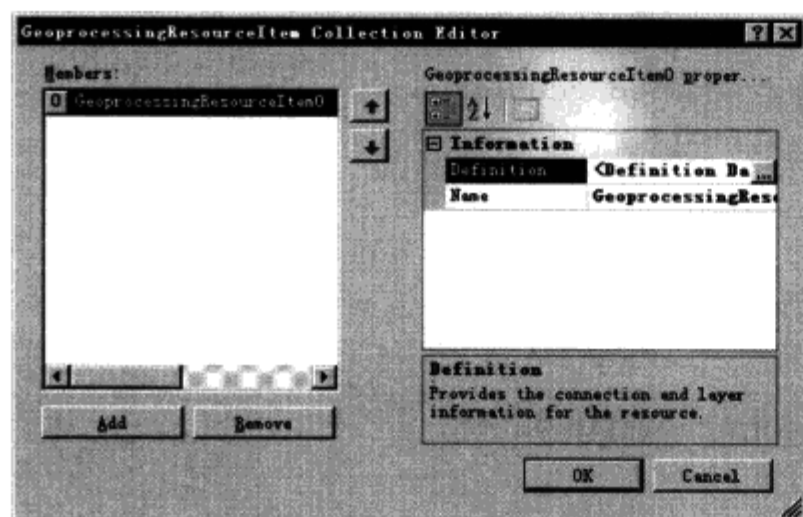 GeoprocessingResourceItem Collection Editor
Members:
0 GeoprocessingResourceItem0
Add
Remove
GeoprocessingResourceItem0 proper...
Information
Definition <Definition Da ...
Name GeoprocessingReso
Definition
Provides the connection and layer
information for the resource.
OK
Cancel